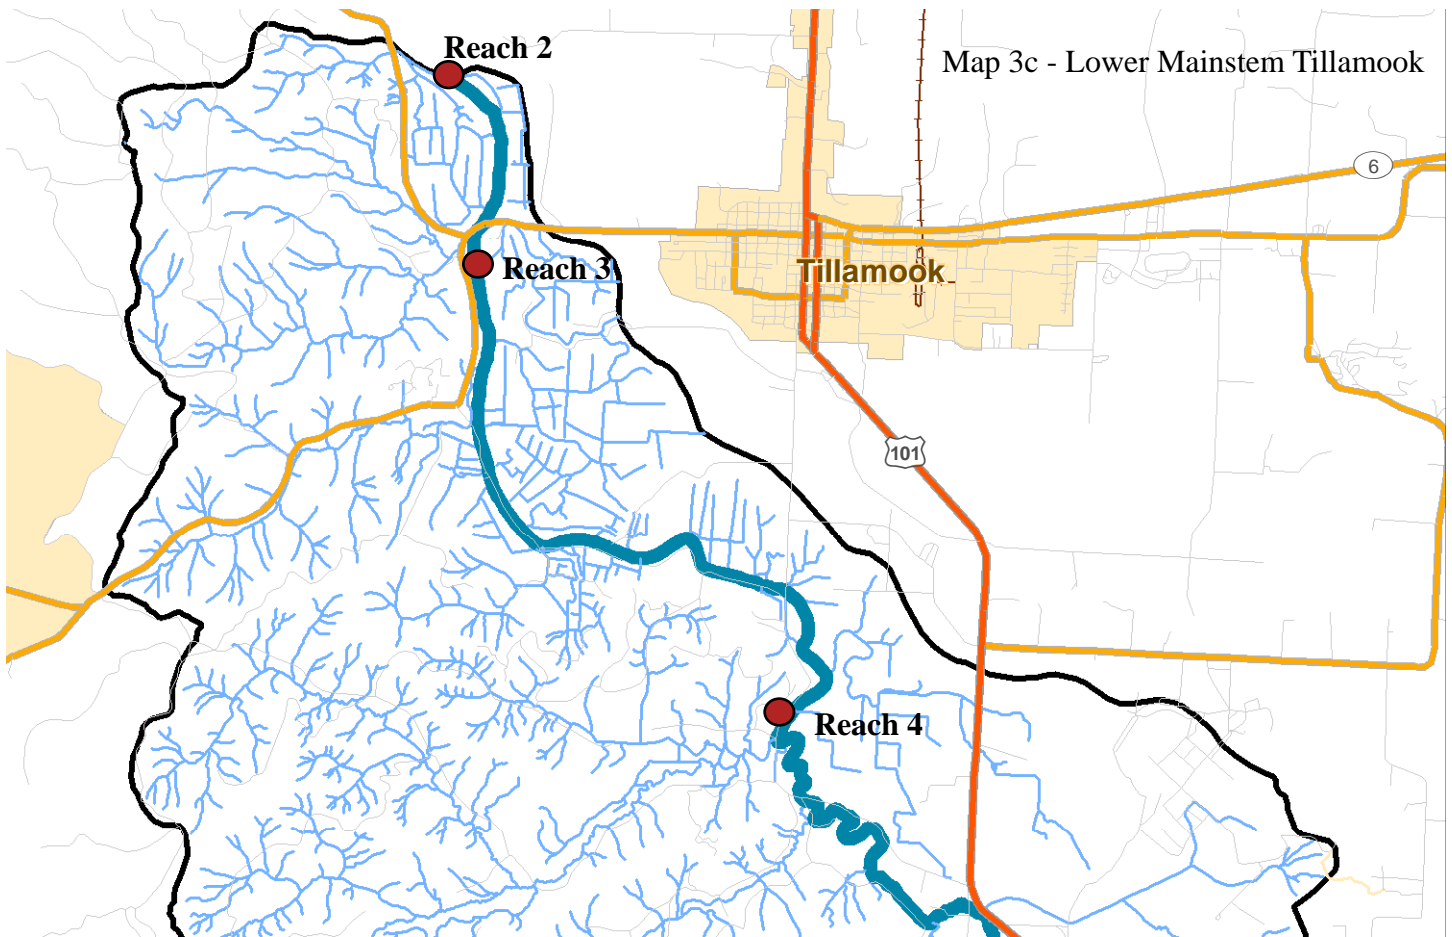 Reach 2
Map 3c - Lower Mainstem Tillamook
6
Reach 3
Tillamook
101
Reach 4